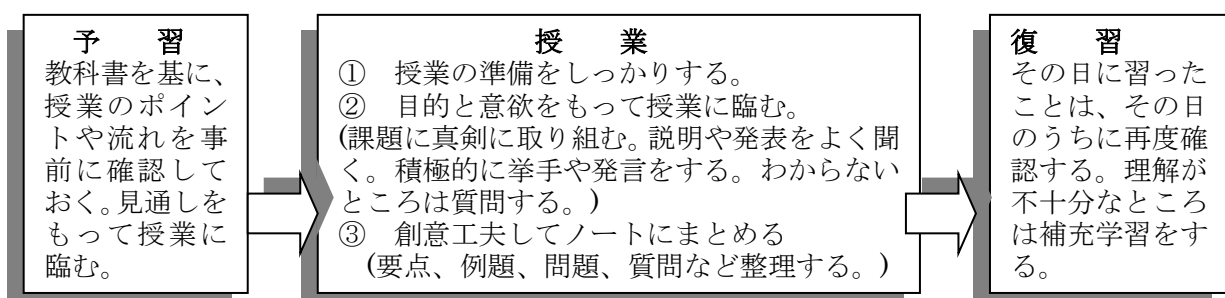 予　習
教科書を基に、
授業のポイン
トや流れを事
前に確認して
おく。見通しを
もって授業に
臨む。
授　業
①　授業の準備をしっかりする。
②　目的と意欲をもって授業に臨む。
(課題に真剣に取り組む。説明や発表をよく聞
く。積極的に挙手や発言をする。わからない
ところは質問する。)
③　創意工夫してノートにまとめる
(要点、例題、問題、質問など整理する。)
復　習
その日に習った
ことは、その日
のうちに再度確
認する。理解が
不十分なところ
は補充学習をす
る。